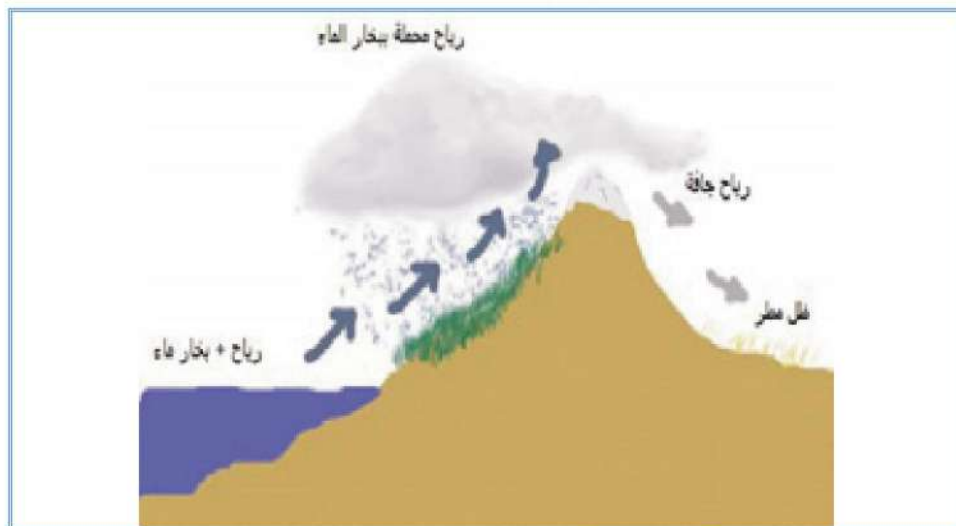 رياح محملة ببخار الماء
رياح جافة
ظل مطر
رياح + بخار ماء